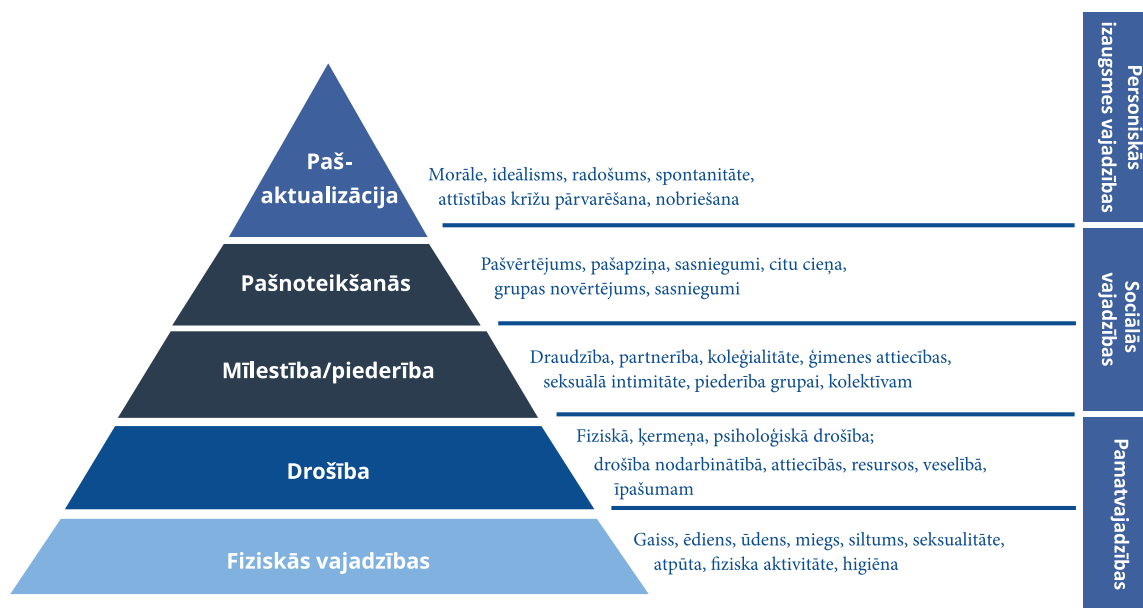 Paš-
aktualizācija
Morāle, ideālisms, radošums, spontanitāte,
attīstības krīžu pārvarēšana, nobriešana
Personiskās
izaugsmes vajadzības
Pašnoteikšanās
Pašvērtējums, pašapziņa, sasniegumi, citu cieņa,
grupas novērtējums, sasniegumi
Mīlestība/piederība
Draudzība, partnerība, koleģialitāte, ģimenes attiecības,
seksuālā intimitāte, piederība grupai, kolektīvam
Sociālās
vajadzības
Drošība
Fiziskā, ķermeņa, psiholoģiskā drošība;
drošība nodarbinātībā, attiecībās, resursos, veselībā,
īpašumam
Fiziskās vajadzības
Gaiss, ēdiens, ūdens, miegs, siltums, seksualitāte,
atpūta, fiziska aktivitāte, higiēna
Pamatvajadzības